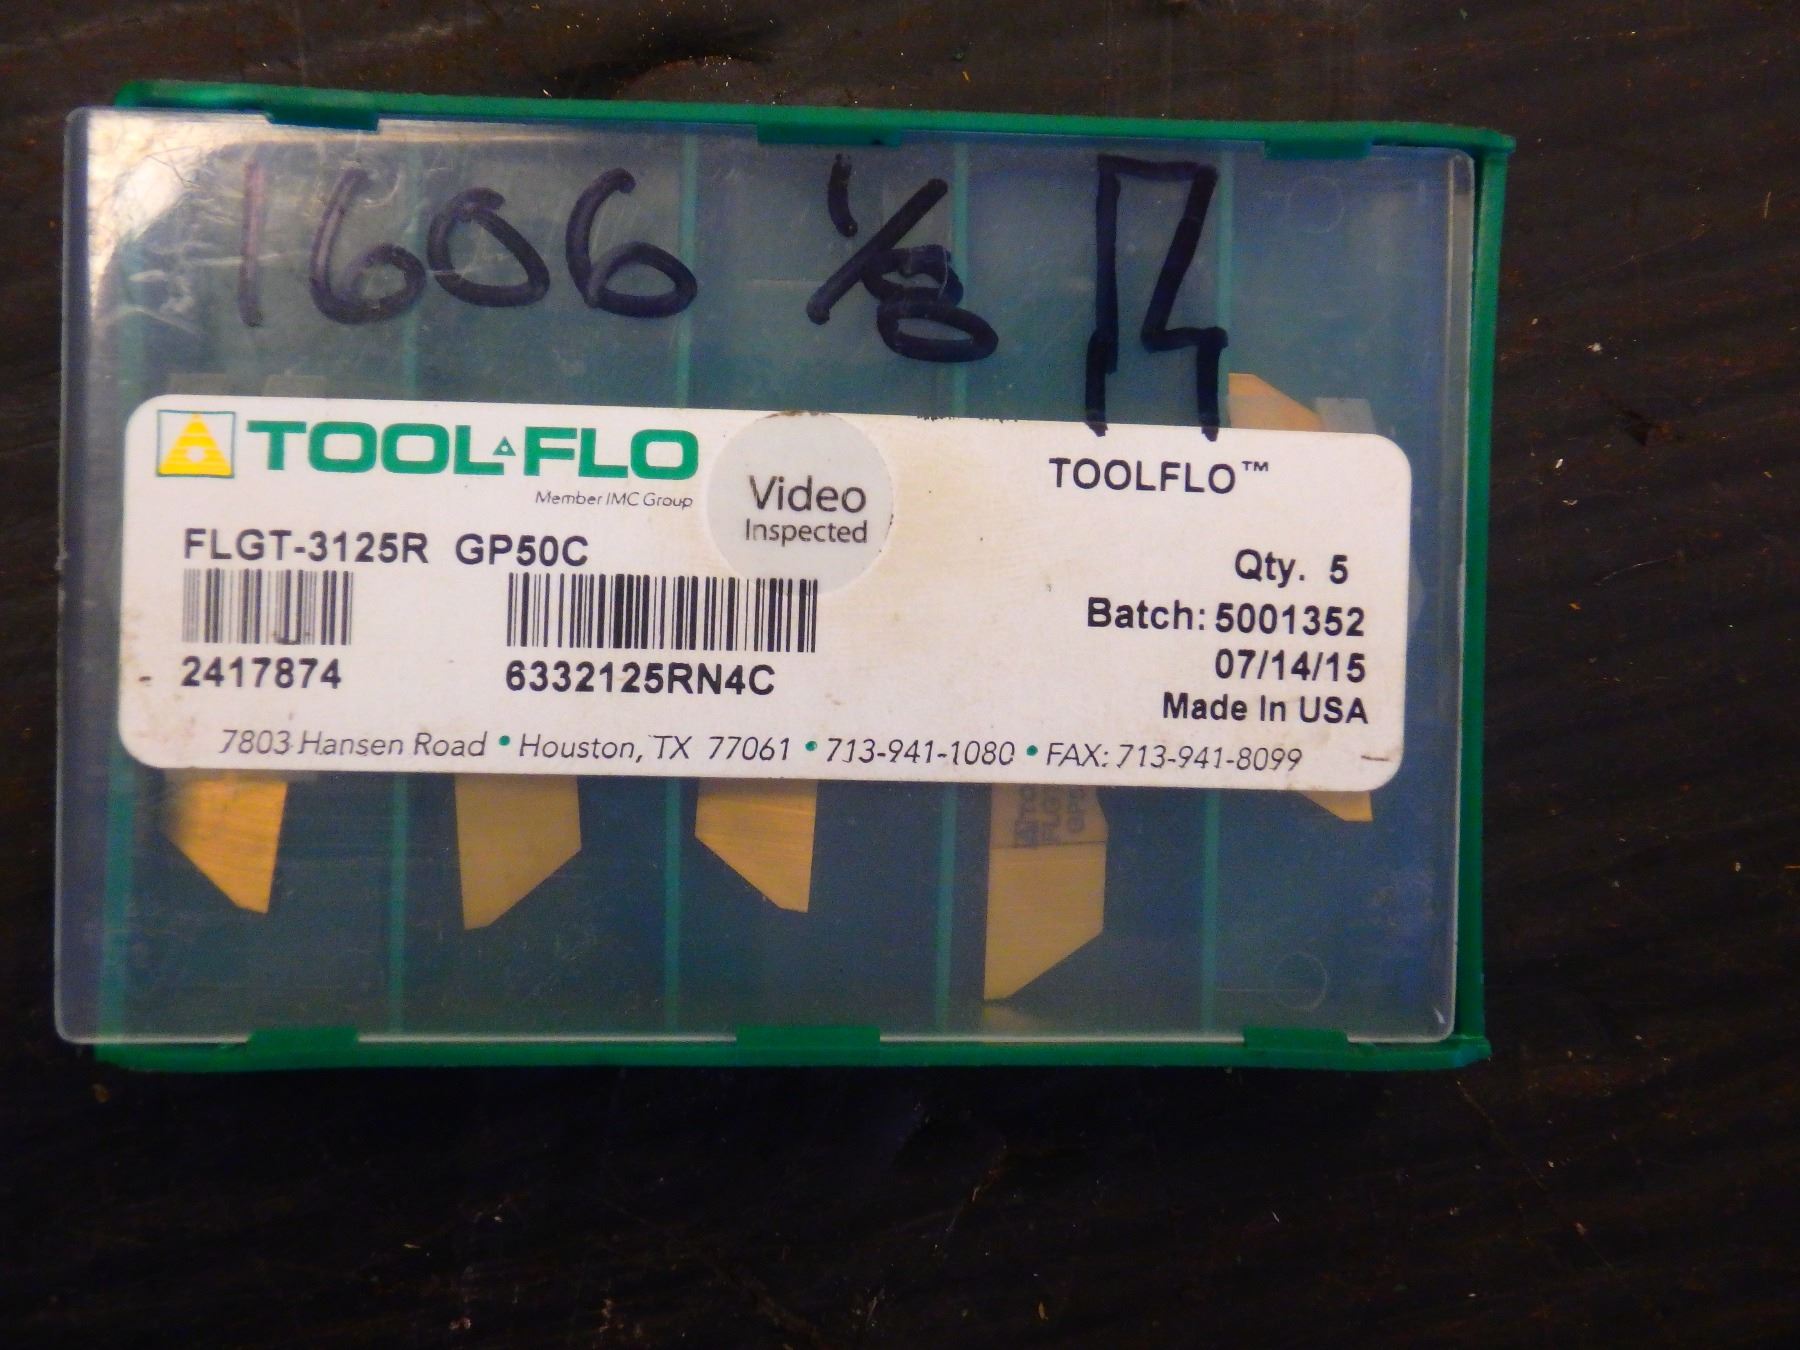 1606 1/8
TOOL FLO
Member IMC Group
Video
Inspected
TOOLFLO™
FLGT-3125R GP50C
Qty. 5
Batch: 5001352
2417874
6332125RN4C
07/14/15
Made In USA
7803 Hansen Road • Houston, TX 77061 • 713-941-1080 • FAX: 713-941-8099